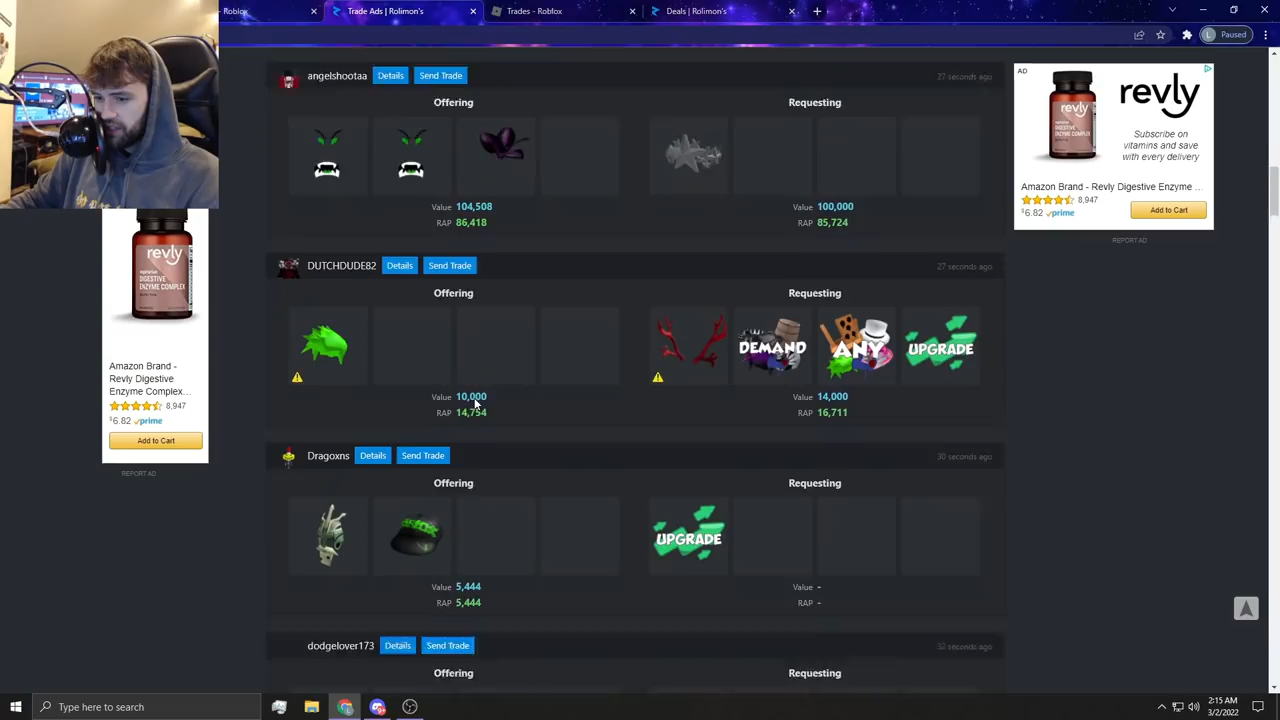 Roblox
Trade Ads | Rolimon's
Trades - Roblox
Deals | Rolimon's
L
Paused
angelshootaa
Details
Send Trade
27 seconds ago
Offering
Requesting
Value 104,508
RAP 86,418
Value 100,000
RAP 85,724
DUTCHDUDE82
Details
Send Trade
27 seconds ago
Offering
Requesting
DEMAND
ANY
UPGRADE
Value 10,000
RAP 14,754
Value 14,000
RAP 16,711
Dragoxns
Details
Send Trade
30 seconds ago
Offering
Requesting
UPGRADE
Value 5,444
RAP 5,444
Value -
RAP -
dodgelover173
Details
Send Trade
32 seconds ago
Offering
Requesting
AD
revly
Subscribe on
vitamins and save
with every delivery
Amazon Brand - Revly Digestive Enzyme ...
8,947
$6.82 prime
Add to Cart
REPORT AD
revly
DIGESTIVE
ENZYME COMPLEX
Amazon Brand -
Revly Digestive
Enzyme Complex...
8,947
$6.82 prime
Add to Cart
REPORT AD
Type here to search
2:15 AM
3/2/2022